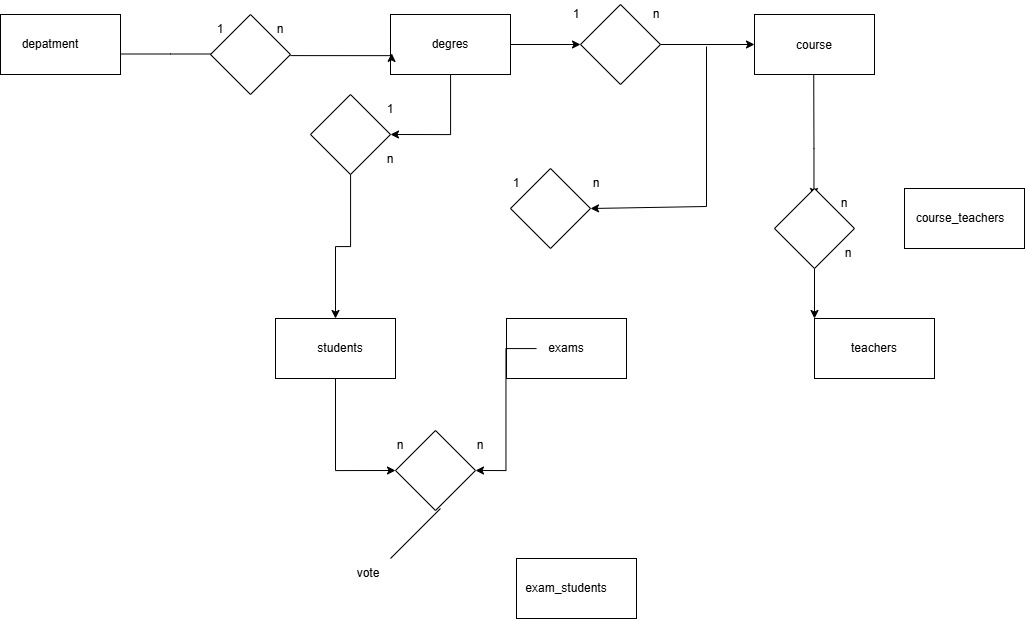 depatment
1
n
degres
1
n
course
1
n
1
n
n
n
course_teachers
students
exams
teachers
n
n
vote
exam_students